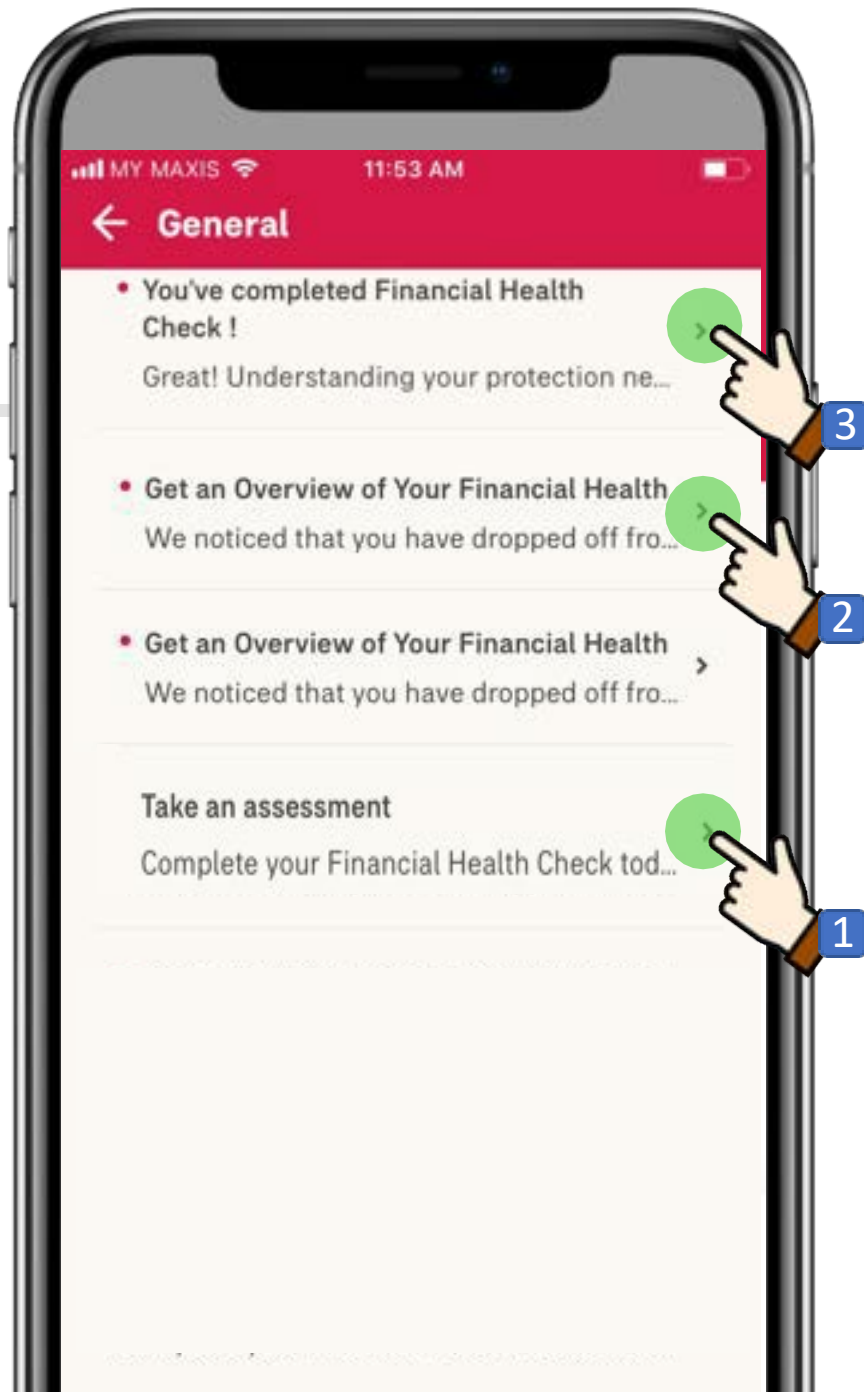 MY MAXIS 11:53 AM
General
• You've completed Financial Health
Check !
Great! Understanding your protection ne...
3
• Get an Overview of Your Financial Health
We noticed that you have dropped off fro...
2
• Get an Overview of Your Financial Health
We noticed that you have dropped off fro...
Take an assessment
Complete your Financial Health Check tod...
1